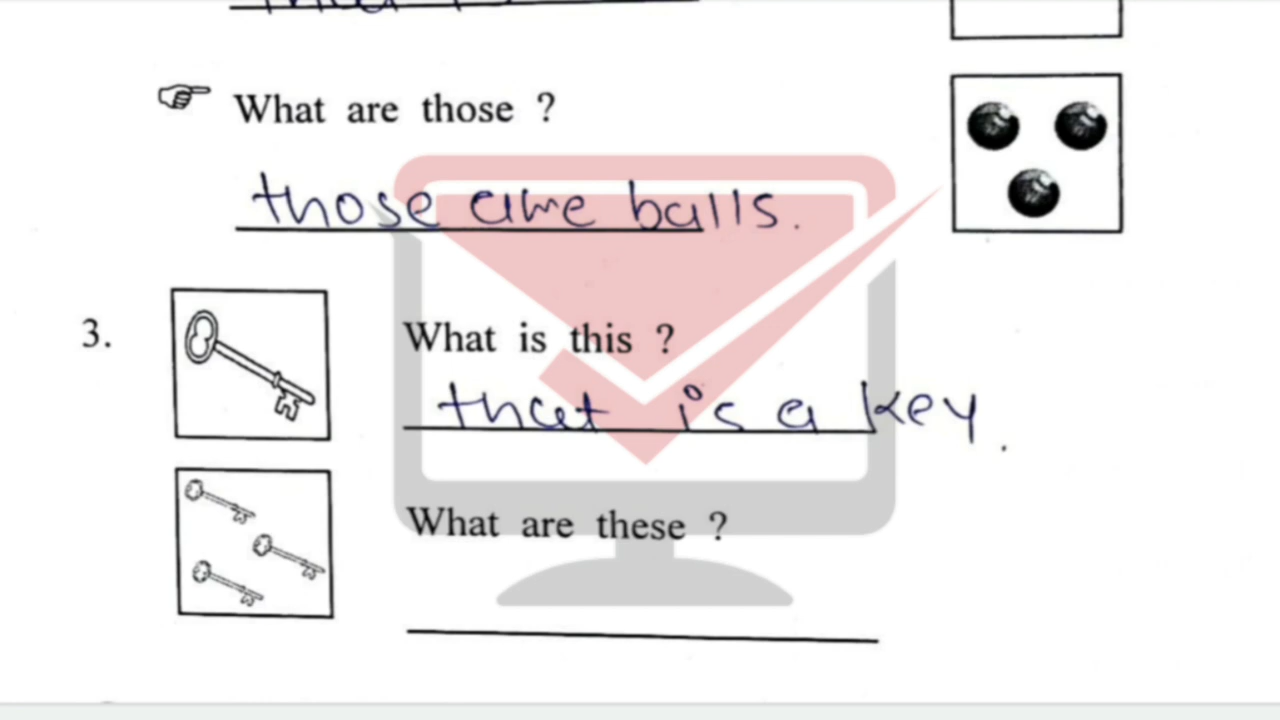 What are those ?
those are balls.
3.
What is this ?
that is a key.
What are these ?